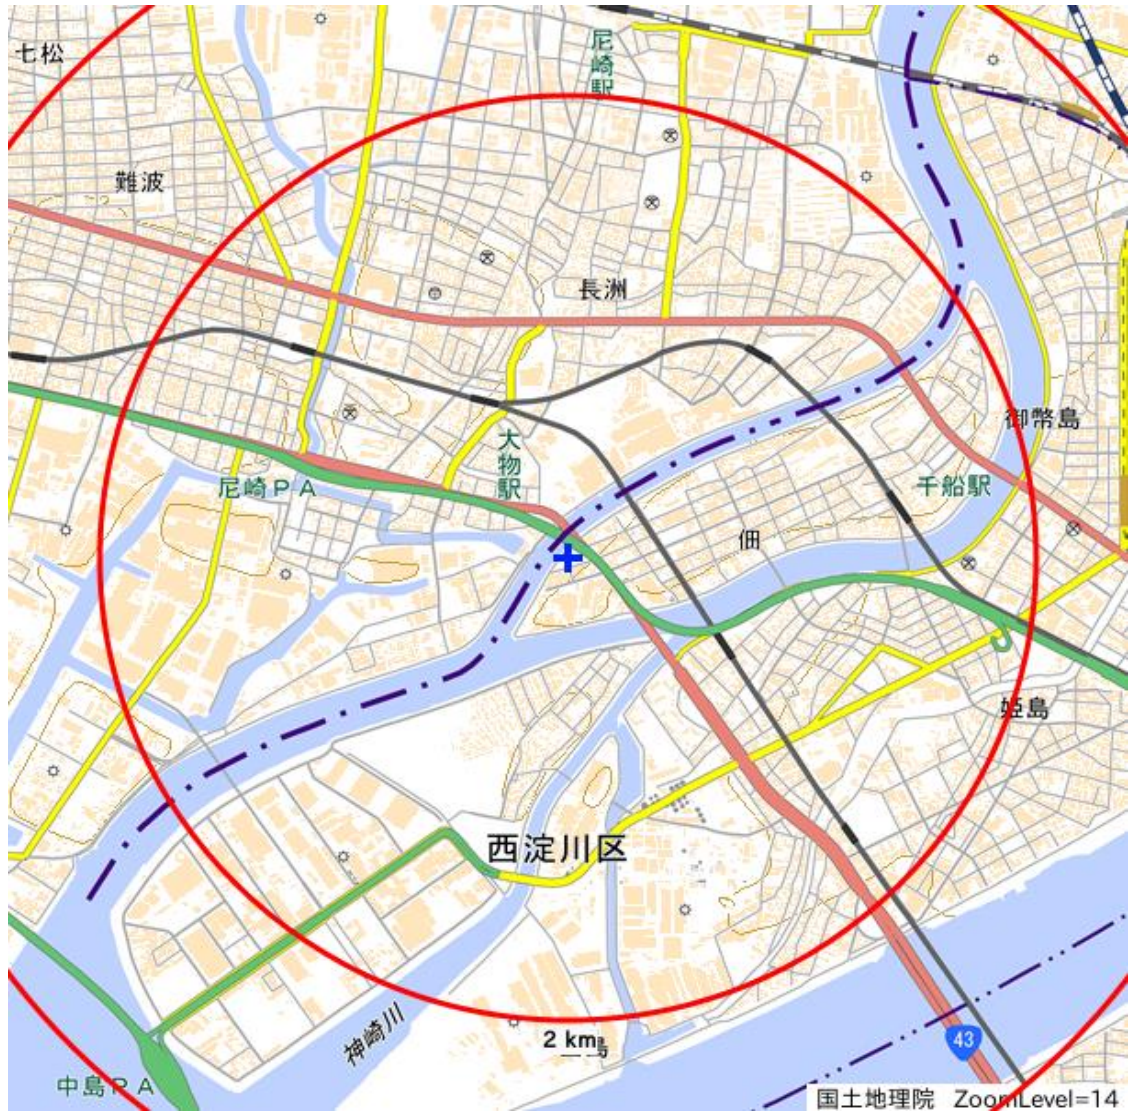 七松
尼崎駅
難波
長洲
御幣島
大物駅
尼崎PA
千船駅
佃
姫島
西淀川区
神崎川
2 km
島
43
中島PA
国土地理院 ZoomLevel=14